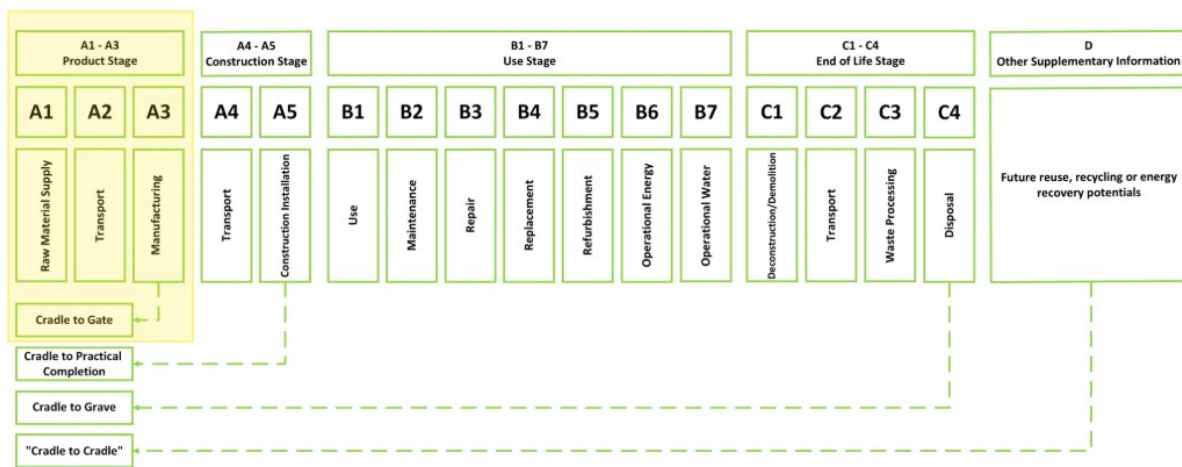 A1 - A3
Product Stage
A4 - A5
Construction Stage
B1 - B7
Use Stage
C1 - C4
End of Life Stage
D
Other Supplementary Information
A1
A2
A3
A4
A5
B1
B2
B3
B4
B5
B6
B7
C1
C2
C3
C4
Raw Material Supply
Transport
Manufacturing
Transport
Construction Installation
Use
Maintenance
Repair
Replacement
Refurbishment
Operational Energy
Operational Water
Deconstruction/Demolition
Transport
Waste Processing
Disposal
Future reuse, recycling or energy
recovery potentials
Cradle to Gate
Cradle to Practical
Completion
Cradle to Grave
"Cradle to Cradle"